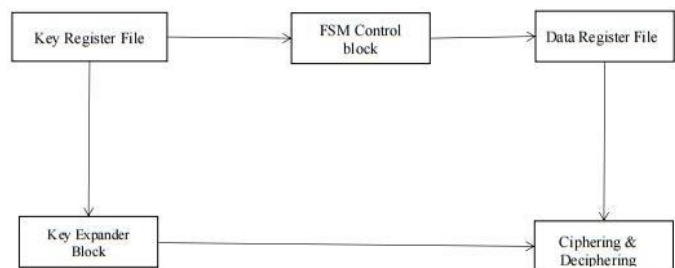 Key Register File
FSM Control
block
Data Register File
Key Expander
Block
Ciphering &
Deciphering